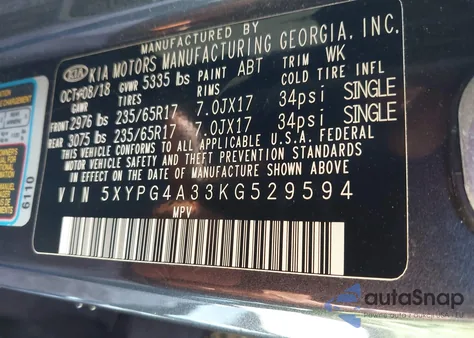 MANUFACTURED BY
KIA KIA MOTORS MANUFACTURING GEORGIA, INC.
OCT-08/18 GVWR 5335 lbs PAINT ABT TRIM WK
GAWR TIRES RIMS COLD TIRE INFL.
FRONT 2976 lbs 235/65R17 7.0JX17 34psi SINGLE
REAR 3075 lbs 235/65R17 7.0JX17 34psi SINGLE
THIS VEHICLE CONFORMS TO ALL APPLICABLE U.S.A. FEDERAL
MOTOR VEHICLE SAFETY, BUMPER, AND THEFT PREVENTION STANDARDS
IN EFFECT ON THE DATE OF MANUFACTURE SHOWN ABOVE
VIN 5XYPG4A33KG529594
MPV
6110
autoSnap